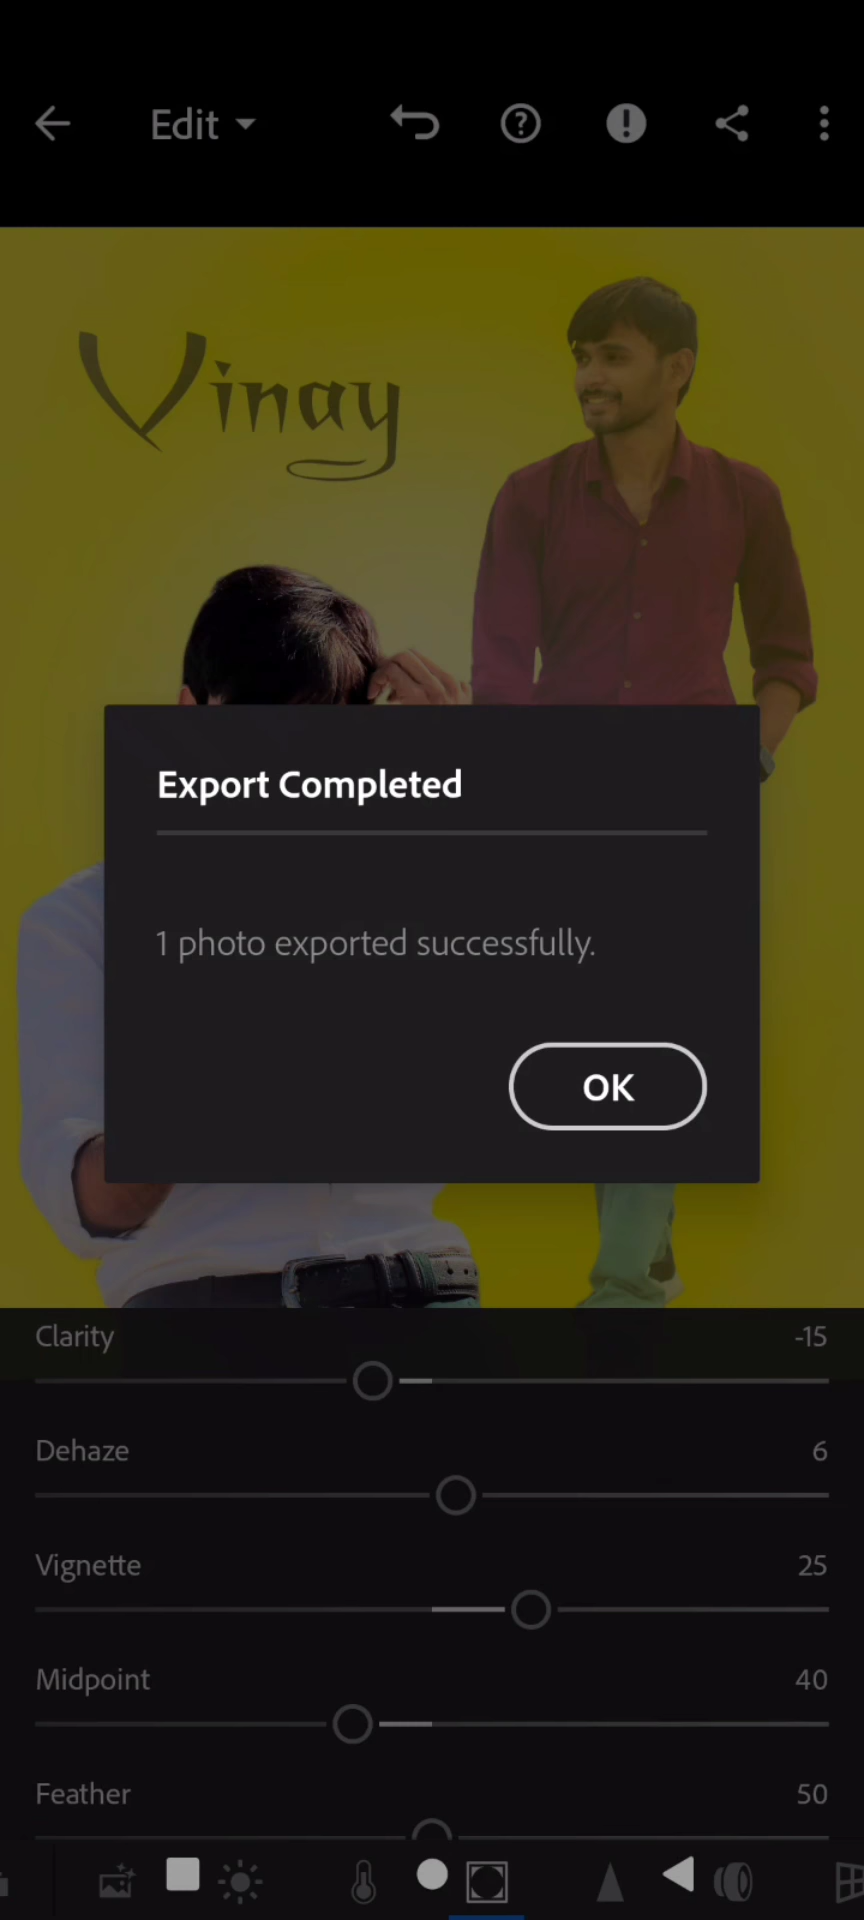 Edit
Vinay
Export Completed
1 photo exported successfully.
OK
Clarity -15
Dehaze 6
Vignette 25
Midpoint 40
Feather 50